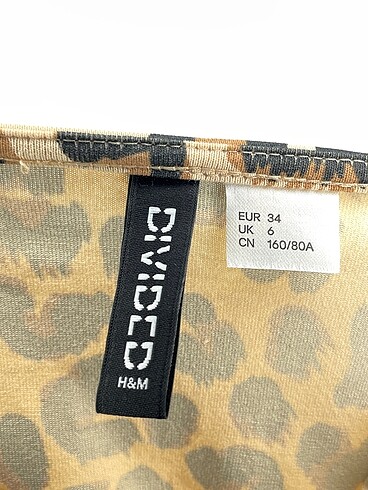 DIVIDED
H&M
EUR 34
UK 6
CN 160/80A